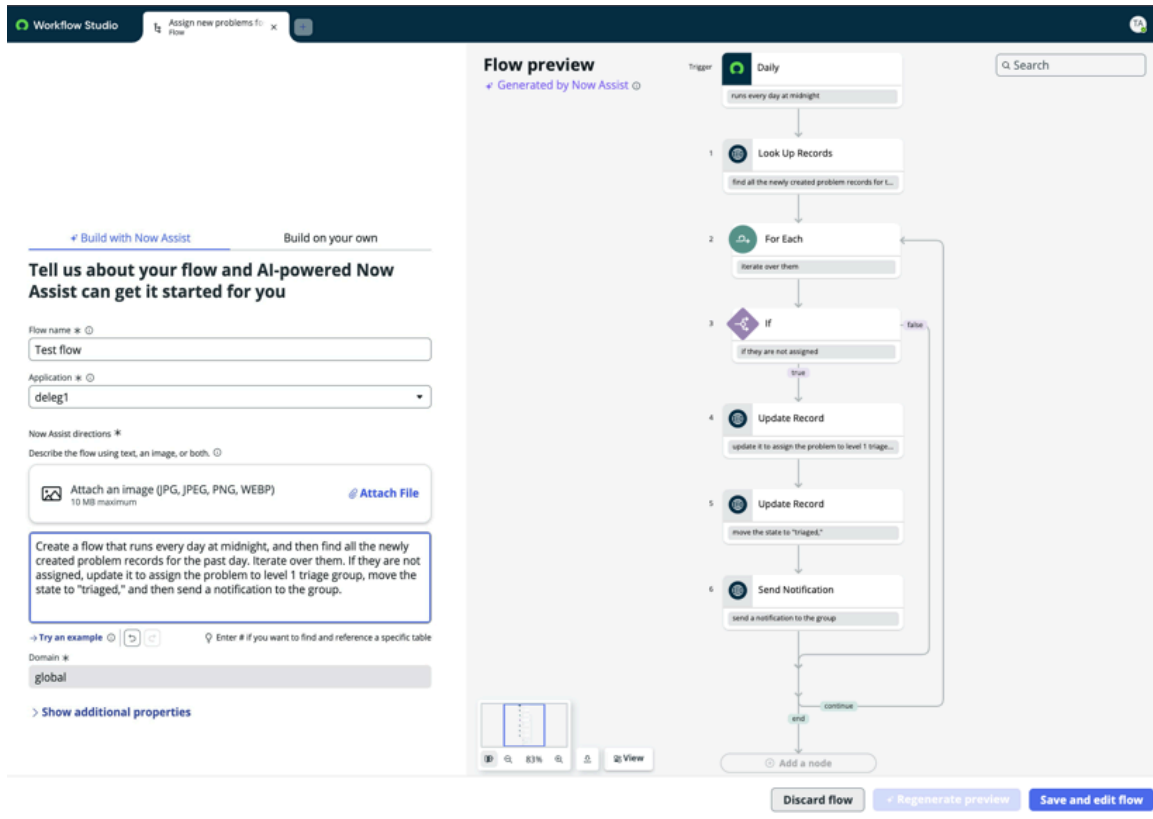 Workflow Studio
Assign new problems fo
Flow
TA
Build with Now Assist
Build on your own
Tell us about your flow and AI-powered Now
Assist can get it started for you
Flow name *
Test flow
Application *
deleg1
Now Assist directions *
Describe the flow using text, an image, or both.
Attach an image (JPG, JPEG, PNG, WEBP)
10 MB maximum
Attach File
Create a flow that runs every day at midnight, and then find all the newly
created problem records for the past day. Iterate over them. If they are not
assigned, update it to assign the problem to level 1 triage group, move the
state to "triaged," and then send a notification to the group.
Try an example
Enter # if you want to find and reference a specific table
Domain *
global
Show additional properties
Flow preview
Generated by Now Assist
Search
Trigger
Daily
runs every day at midnight
1
Look Up Records
find all the newly created problem records for t...
2
For Each
iterate over them
3
If
false
if they are not assigned
true
4
Update Record
update it to assign the problem to level 1 triage...
5
Update Record
move the state to "triaged,"
6
Send Notification
send a notification to the group
continue
end
Add a node
83%
View
Discard flow
Regenerate preview
Save and edit flow